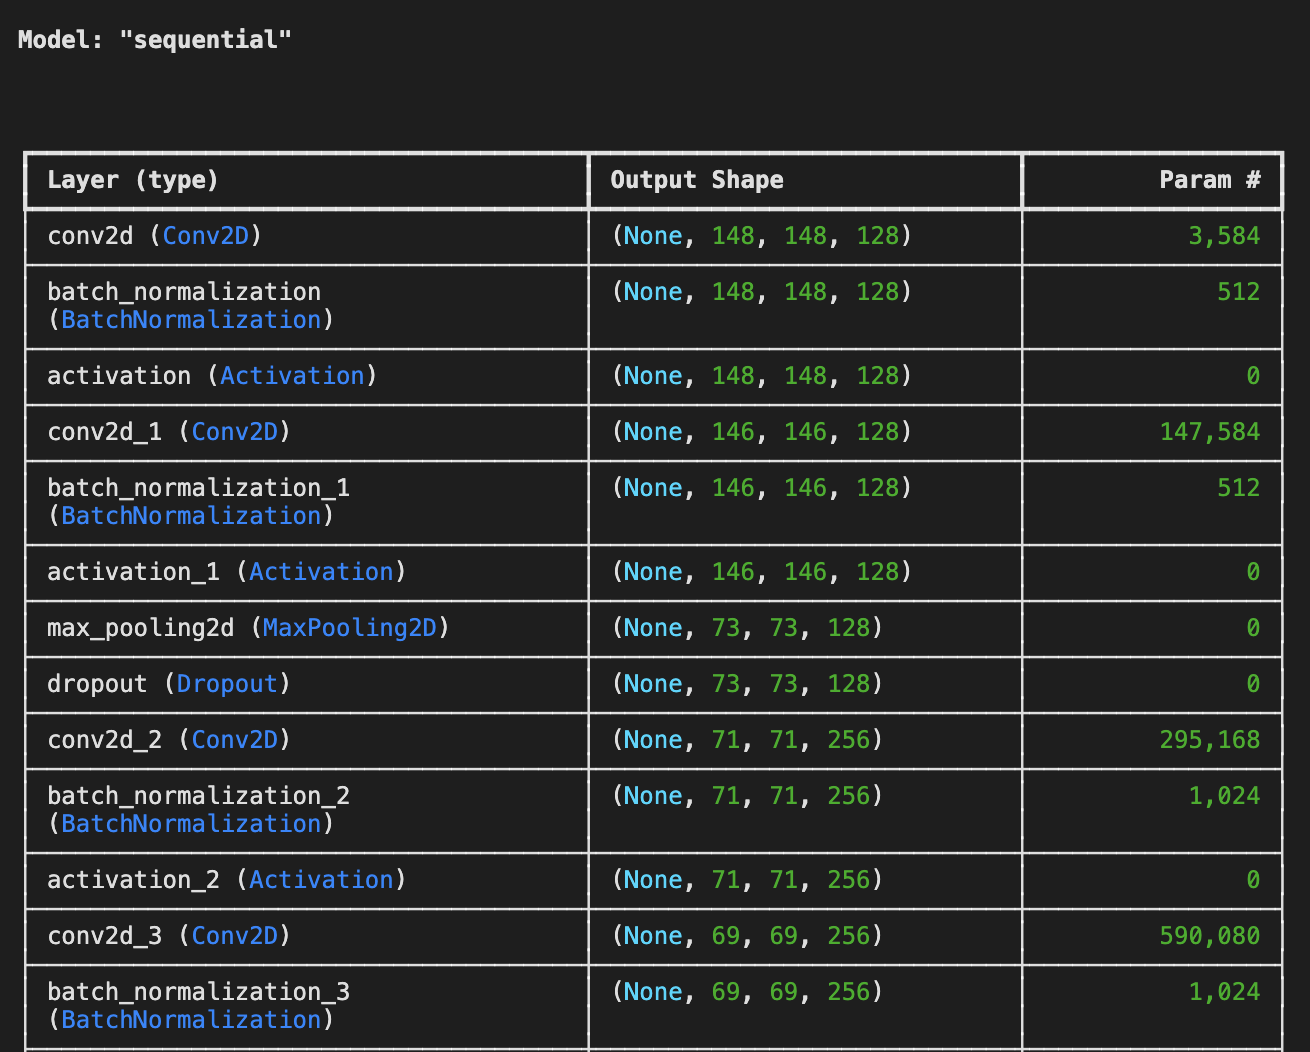 Model: "sequential"
Layer (type) Output Shape Param #
conv2d (Conv2D) (None, 148, 148, 128) 3,584
batch_normalization (None, 148, 148, 128) 512
(BatchNormalization)
activation (Activation) (None, 148, 148, 128) 0
conv2d_1 (Conv2D) (None, 146, 146, 128) 147,584
batch_normalization_1 (None, 146, 146, 128) 512
(BatchNormalization)
activation_1 (Activation) (None, 146, 146, 128) 0
max_pooling2d (MaxPooling2D) (None, 73, 73, 128) 0
dropout (Dropout) (None, 73, 73, 128) 0
conv2d_2 (Conv2D) (None, 71, 71, 256) 295,168
batch_normalization_2 (None, 71, 71, 256) 1,024
(BatchNormalization)
activation_2 (Activation) (None, 71, 71, 256) 0
conv2d_3 (Conv2D) (None, 69, 69, 256) 590,080
batch_normalization_3 (None, 69, 69, 256) 1,024
(BatchNormalization)